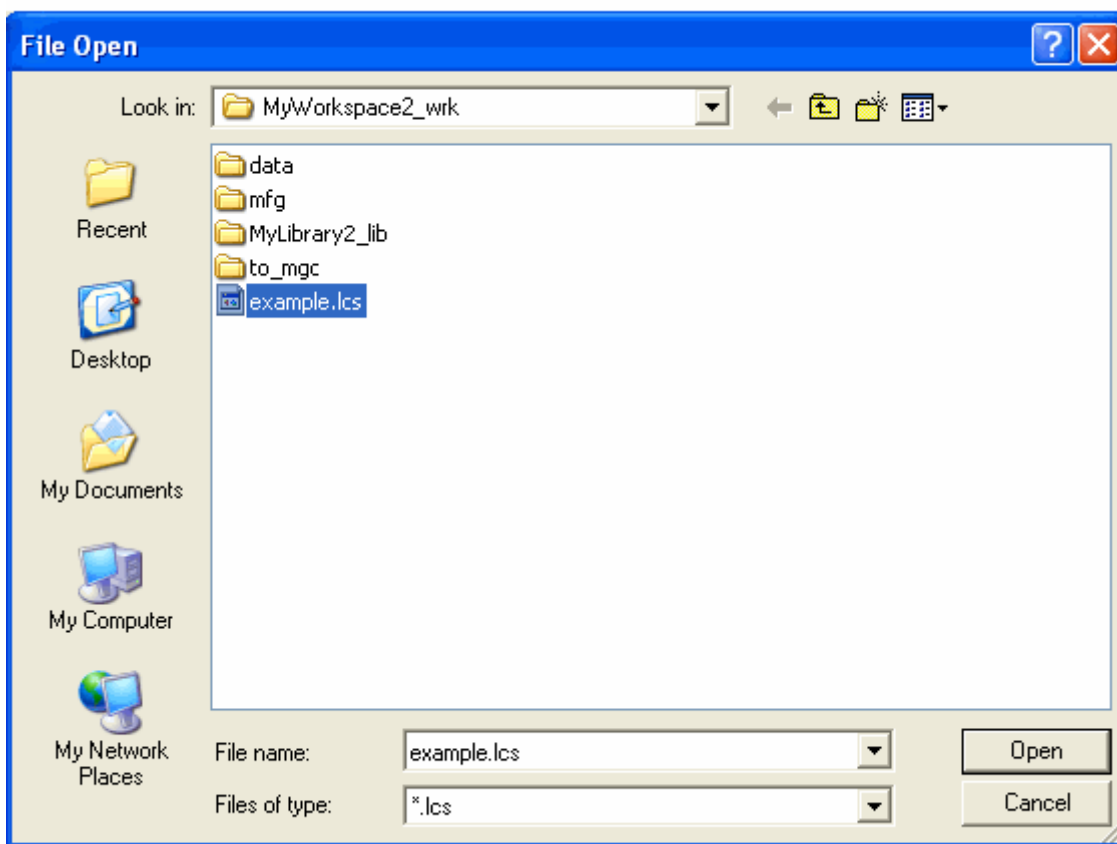 File Open
Look in: MyWorkspace2_wrk
Recent
Desktop
My Documents
My Computer
My Network
Places
data
mfg
MyLibrary2_lib
to_mgc
example.lcs
File name: example.lcs
Open
Files of type: *.lcs
Cancel